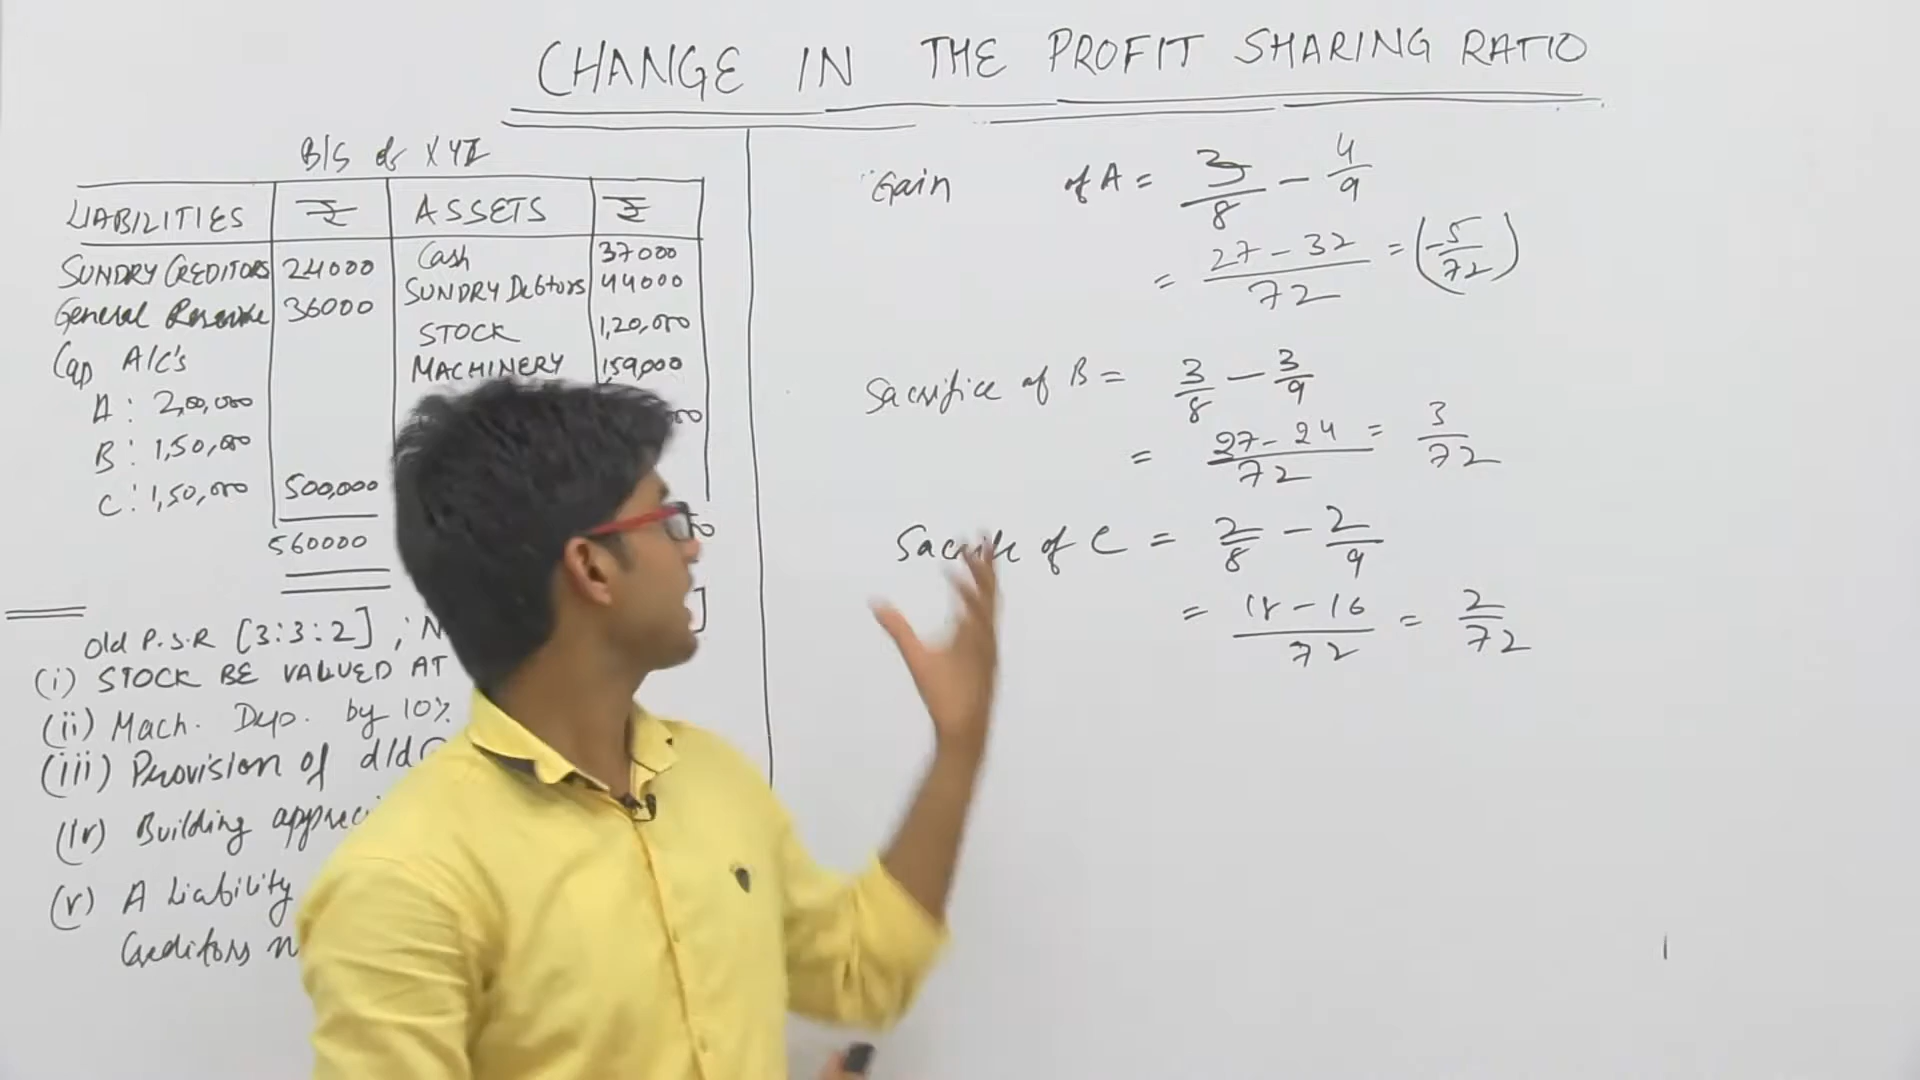 CHANGE IN THE PROFIT SHARING RATIO
B/S of XYZ
LIABILITIES ₹ ASSETS ₹
SUNDRY CREDITORS 24000 Cash 37000
General Reserve 36000 SUNDRY Debtors 44000
STOCK 1,20,000
Cap A/C's MACHINERY 159,000
A: 2,00,000
B: 1,50,000
C: 1,50,000 500,000
560000
Old P.S.R [3:3:2] ; N
(i) STOCK BE VALUED AT
(ii) Mach. Dep. by 10%
(iii) Provision of d/d @
(iv) Building appreci
(v) A Liability
Creditors n
Gain of A = 3/8 - 4/9
= 27 - 32 / 72 = (-5/72)
Sacrifice of B = 3/8 - 3/9
= 27 - 24 / 72 = 3/72
Sacrifice of C = 2/8 - 2/9
= 18 - 16 / 72 = 2/72